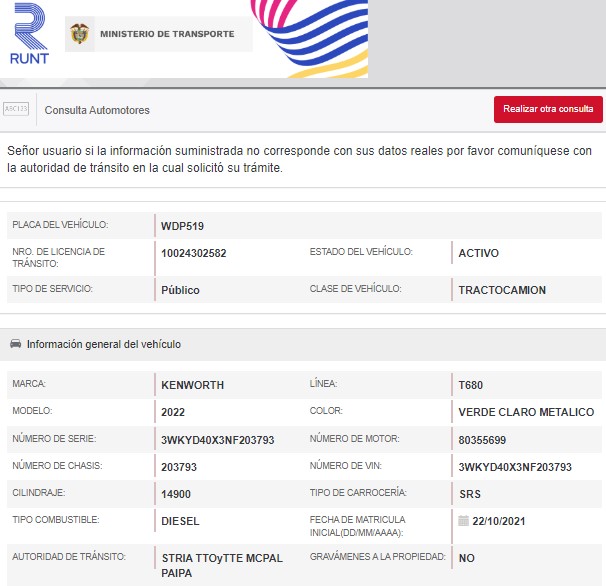 RUNT
MINISTERIO DE TRANSPORTE
ABC123
Consulta Automotores
Realizar otra consulta
Señor usuario si la información suministrada no corresponde con sus datos reales por favor comuníquese con
la autoridad de tránsito en la cual solicitó su trámite.
PLACA DEL VEHÍCULO: WDP519
NRO. DE LICENCIA DE
TRÁNSITO: 10024302582 ESTADO DEL VEHÍCULO: ACTIVO
TIPO DE SERVICIO: Público CLASE DE VEHÍCULO: TRACTOCAMION
Información general del vehículo
MARCA: KENWORTH LÍNEA: T680
MODELO: 2022 COLOR: VERDE CLARO METALICO
NÚMERO DE SERIE: 3WKYD40X3NF203793 NÚMERO DE MOTOR: 80355699
NÚMERO DE CHASIS: 203793 NÚMERO DE VIN: 3WKYD40X3NF203793
CILINDRAJE: 14900 TIPO DE CARROCERÍA: SRS
TIPO COMBUSTIBLE: DIESEL FECHA DE MATRICULA
INICIAL(DD/MM/AAAA): 22/10/2021
AUTORIDAD DE TRÁNSITO: STRIA TTOyTTE MCPAL
PAIPA GRAVÁMENES A LA PROPIEDAD: NO